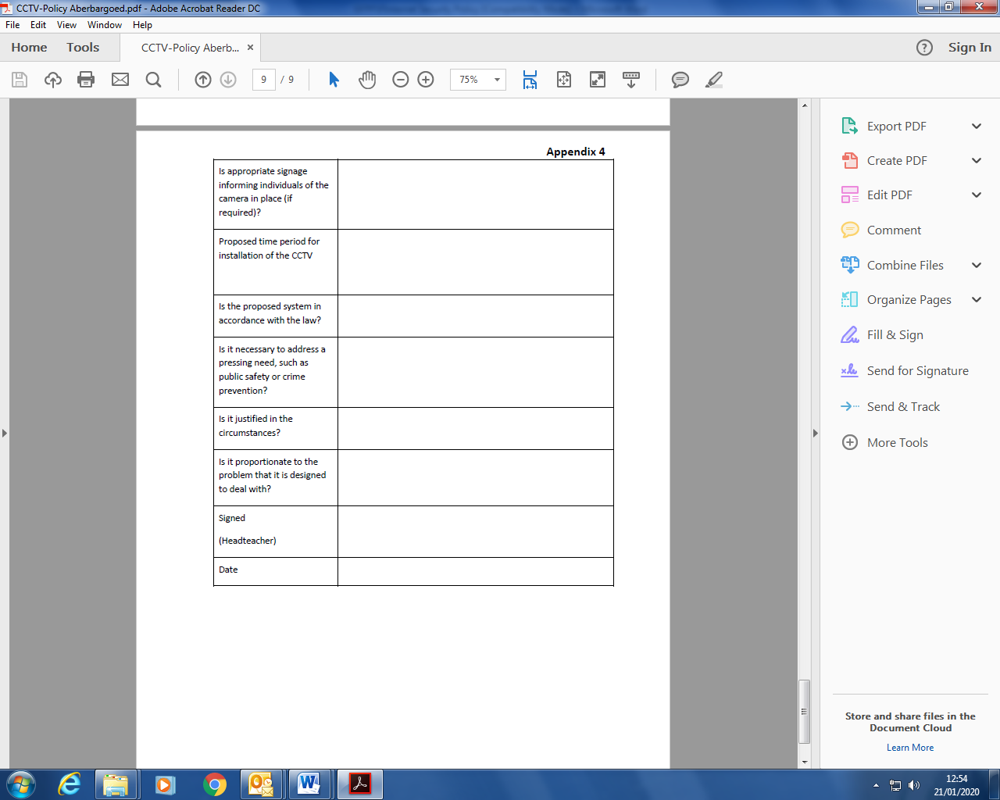 CCTV-Policy Aberbargoed.pdf - Adobe Acrobat Reader DC
File Edit View Window Help
Home Tools CCTV-Policy Aberb... × ? Sign In
9 / 9 75%
Appendix 4
Is appropriate signage
informing individuals of the
camera in place (if
required)?
Proposed time period for
installation of the CCTV
Is the proposed system in
accordance with the law?
Is it necessary to address a
pressing need, such as
public safety or crime
prevention?
Is it justified in the
circumstances?
Is it proportionate to the
problem that it is designed
to deal with?
Signed
(Headteacher)
Date
Export PDF
Create PDF
Edit PDF
Comment
Combine Files
Organize Pages
Fill & Sign
Send for Signature
Send & Track
More Tools
Store and share files in the
Document Cloud
Learn More
12:54
21/01/2020